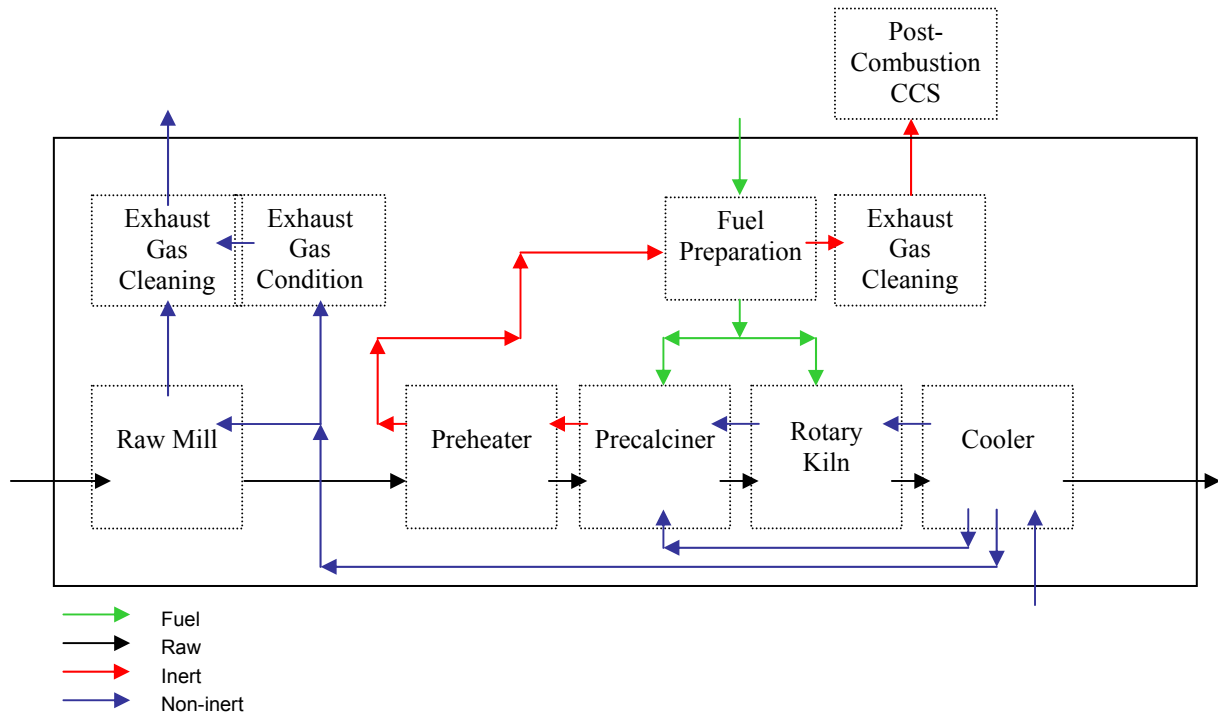 Post-
Combustion
CCS
Exhaust
Gas
Cleaning
Exhaust
Gas
Condition
Fuel
Preparation
Exhaust
Gas
Cleaning
Raw Mill
Preheater
Precalciner
Rotary
Kiln
Cooler
Fuel
Raw
Inert
Non-inert